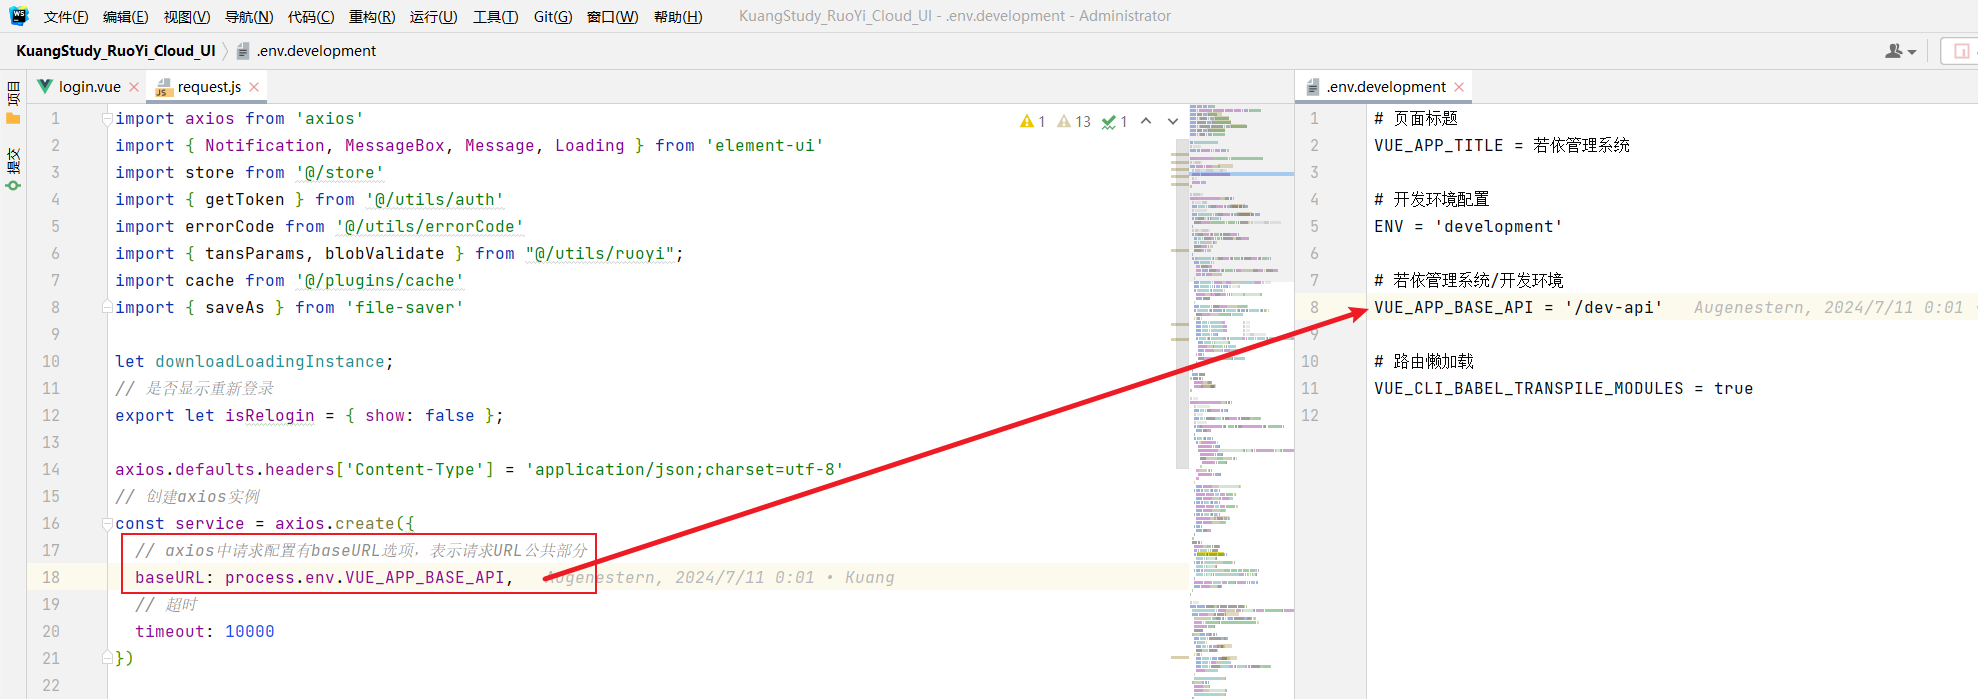 文件(F) 编辑(E) 视图(V) 导航(N) 代码(C) 重构(R) 运行(U) 工具(T) Git(G) 窗口(W) 帮助(H) KuangStudy_RuoYi_Cloud_UI - .env.development - Administrator
KuangStudy_RuoYi_Cloud_UI .env.development
项目
提交
login.vue request.js
1 1 13 1
1 import axios from 'axios'
2 import { Notification, MessageBox, Message, Loading } from 'element-ui'
3 import store from '@/store'
4 import { getToken } from '@/utils/auth'
5 import errorCode from '@/utils/errorCode'
6 import { tansParams, blobValidate } from "@/utils/ruoyi";
7 import cache from '@/plugins/cache'
8 import { saveAs } from 'file-saver'
9
10 let downloadLoadingInstance;
11 // 是否显示重新登录
12 export let isRelogin = { show: false };
13
14 axios.defaults.headers['Content-Type'] = 'application/json;charset=utf-8'
15 // 创建axios实例
16 const service = axios.create({
17 // axios中请求配置有baseURL选项，表示请求URL公共部分
18 baseURL: process.env.VUE_APP_BASE_API, Augenestern, 2024/7/11 0:01 • Kuang
19 // 超时
20 timeout: 10000
21 })
22
.env.development
1 # 页面标题
2 VUE_APP_TITLE = 若依管理系统
3
4 # 开发环境配置
5 ENV = 'development'
6
7 # 若依管理系统/开发环境
8 VUE_APP_BASE_API = '/dev-api' Augenestern, 2024/7/11 0:01
9
10 # 路由懒加载
11 VUE_CLI_BABEL_TRANSPILE_MODULES = true
12